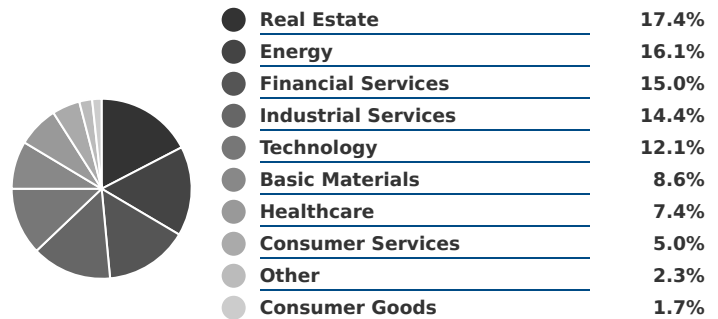 Real Estate 17.4%
Energy 16.1%
Financial Services 15.0%
Industrial Services 14.4%
Technology 12.1%
Basic Materials 8.6%
Healthcare 7.4%
Consumer Services 5.0%
Other 2.3%
Consumer Goods 1.7%